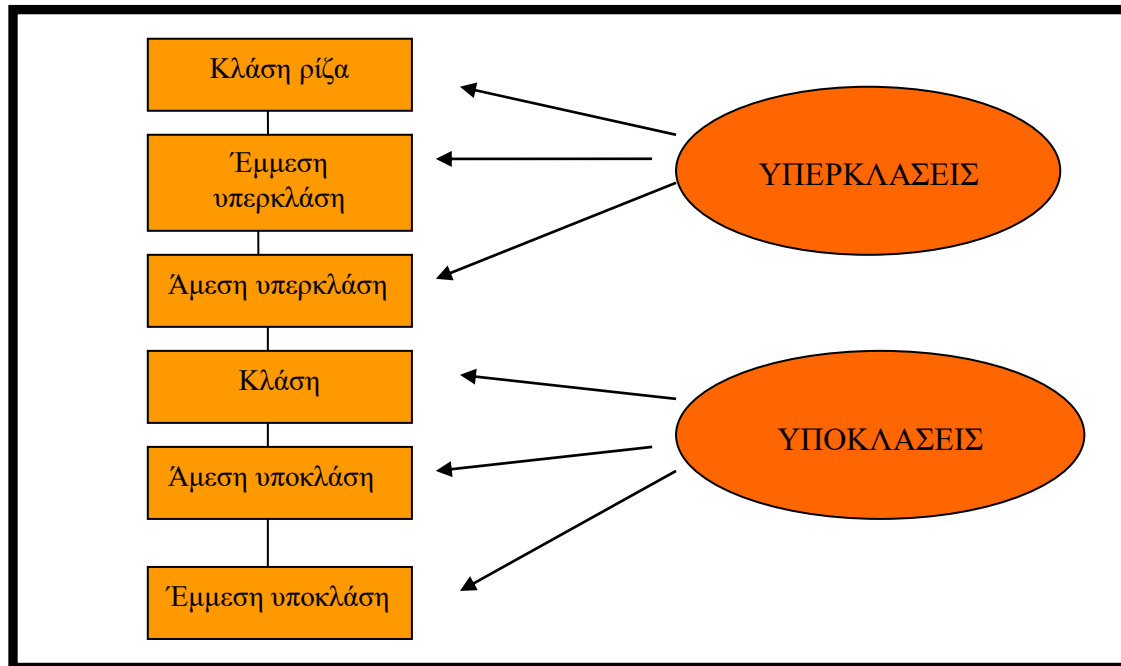 Κλάση ρίζα
Έμμεση
υπερκλάση
ΥΠΕΡΚΛΑΣΕΙΣ
Άμεση υπερκλάση
Κλάση
Άμεση υποκλάση
ΥΠΟΚΛΑΣΕΙΣ
Έμμεση υποκλάση